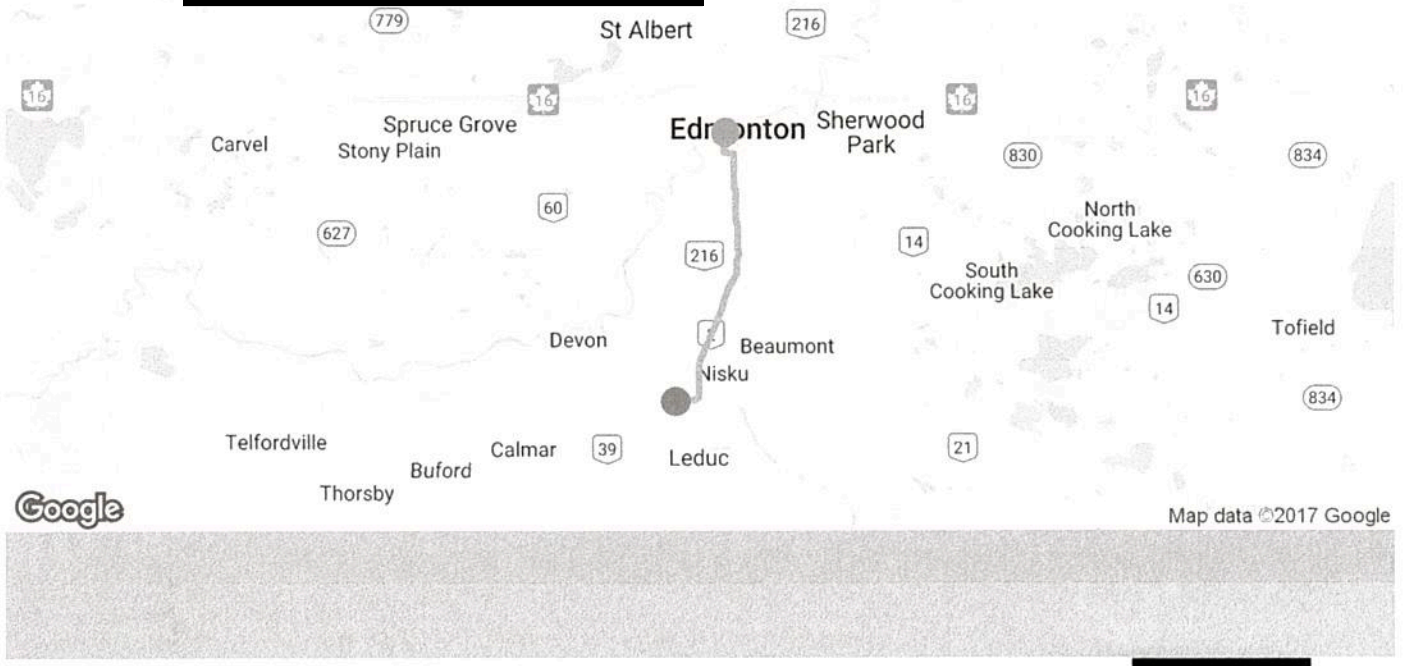 779
St Albert
216
16
16
16
16
Spruce Grove
Edmonton
Sherwood
Park
Carvel
Stony Plain
830
834
60
North
Cooking Lake
627
216
14
South
Cooking Lake
630
14
Tofield
Devon
Beaumont
Nisku
834
Telfordville
Calmar
39
Leduc
21
Buford
Thorsby
Google
Map data ©2017 Google